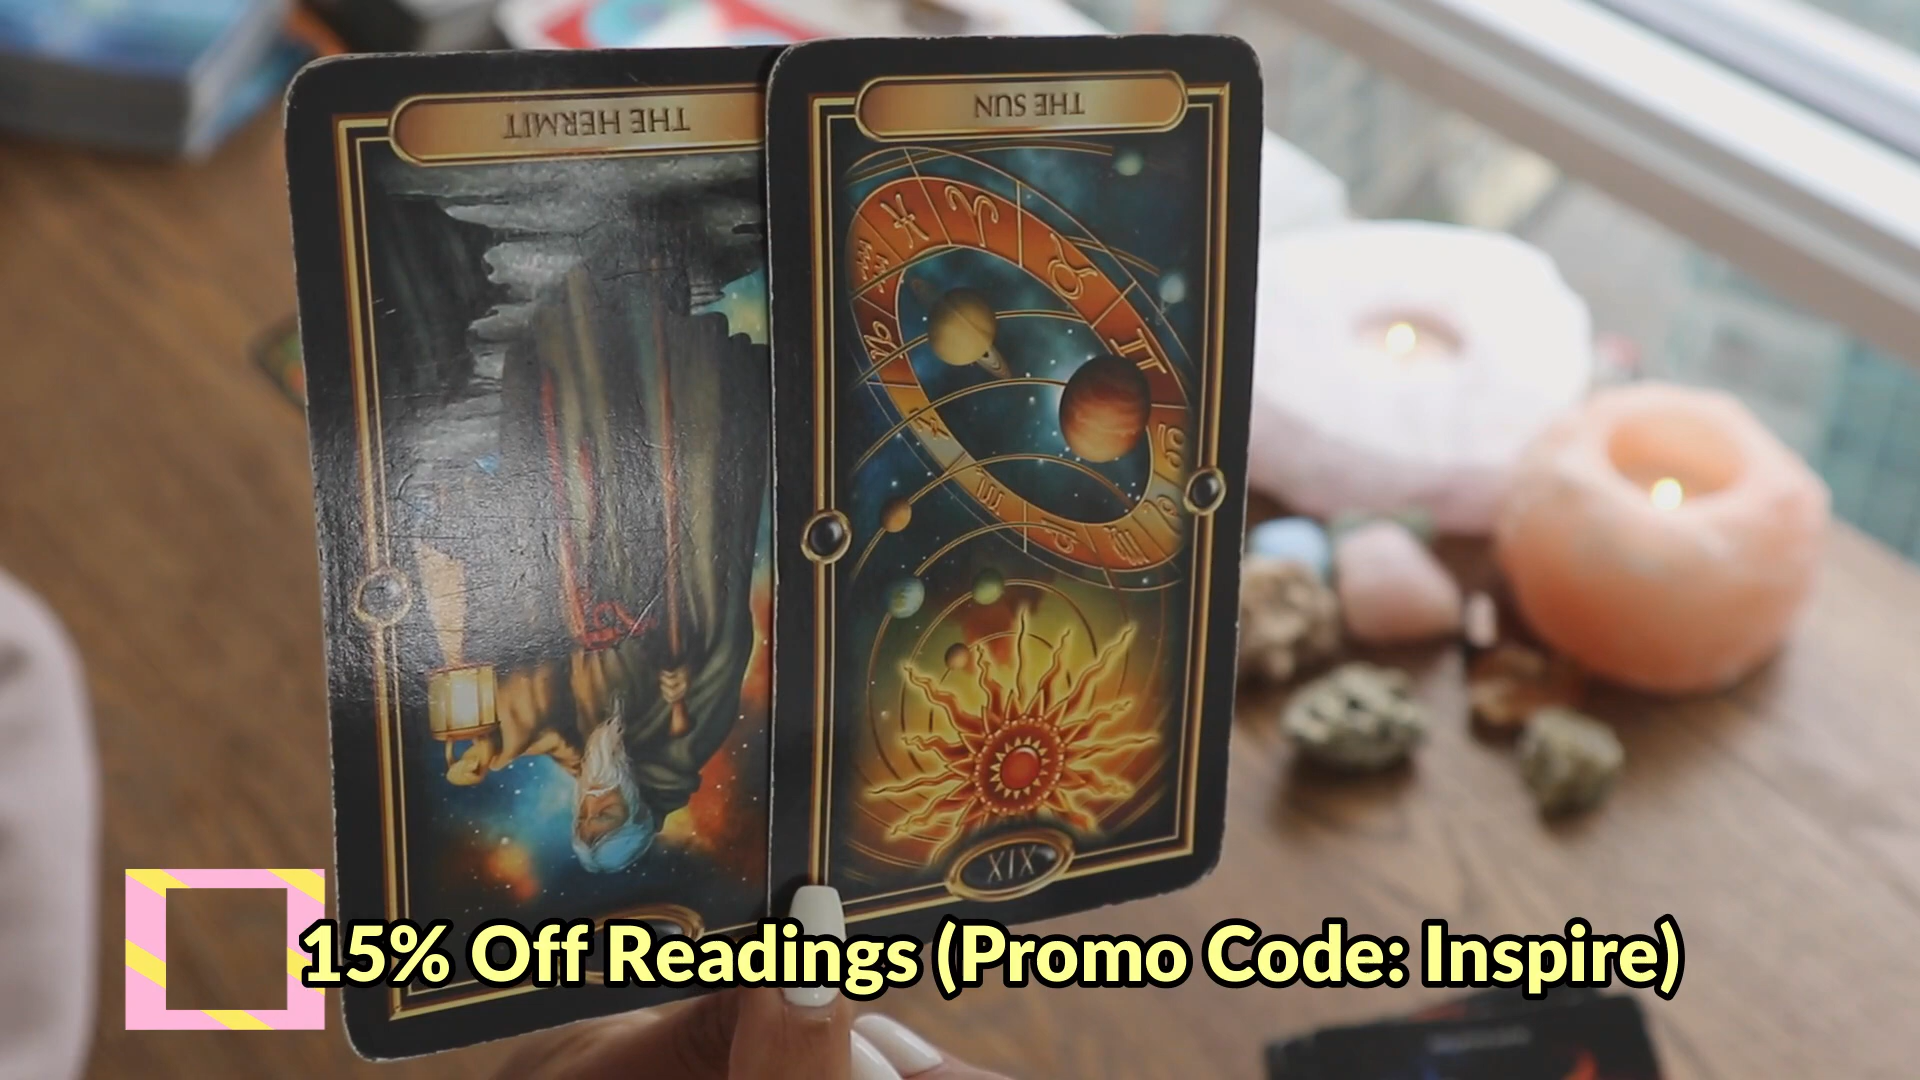 THE HERMIT
THE SUN
XIX
15% Off Readings (Promo Code: Inspire)